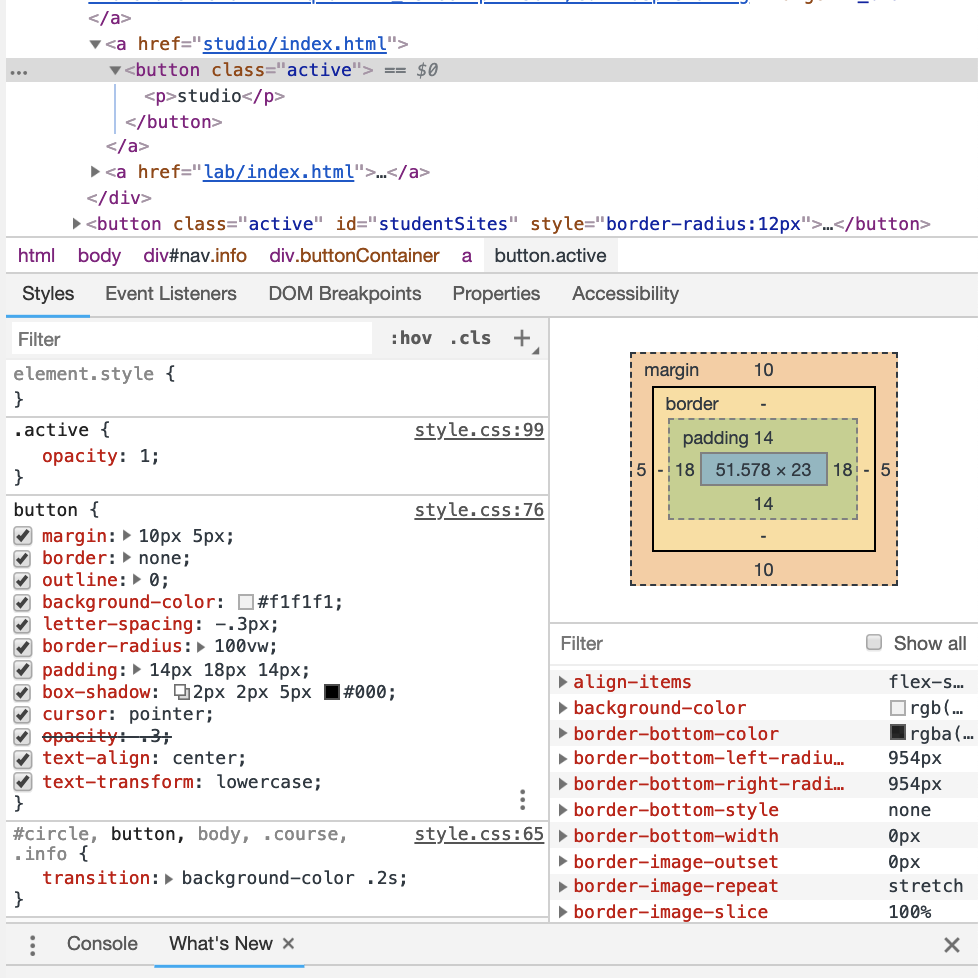 </a>
▼<a href="studio/index.html">
… ▼<button class="active"> == $0
<p>studio</p>
</button>
</a>
▶<a href="lab/index.html">…</a>
</div>
▶<button class="active" id="studentSites" style="border-radius:12px">…</button>
html body div#nav.info div.buttonContainer a button.active
Styles Event Listeners DOM Breakpoints Properties Accessibility
Filter :hov .cls +
element.style {
}
.active { style.css:99
opacity: 1;
}
button { style.css:76
margin: ▶ 10px 5px;
border: ▶ none;
outline: ▶ 0;
background-color: #f1f1f1;
letter-spacing: -.3px;
border-radius: ▶ 100vw;
padding: ▶ 14px 18px 14px;
box-shadow: 2px 2px 5px #000;
cursor: pointer;
opacity: .3;
text-align: center;
text-transform: lowercase;
}
#circle, button, body, .course, style.css:65
.info {
transition: ▶ background-color .2s;
}
margin 10
border -
padding 14
5 - 18 51.578 × 23 18 - 5
14
-
10
Filter Show all
▶ align-items flex-s…
▶ background-color rgb(…
▶ border-bottom-color rgba(…
▶ border-bottom-left-radiu… 954px
▶ border-bottom-right-radi… 954px
▶ border-bottom-style none
▶ border-bottom-width 0px
▶ border-image-outset 0px
▶ border-image-repeat stretch
▶ border-image-slice 100%
Console What's New × ×